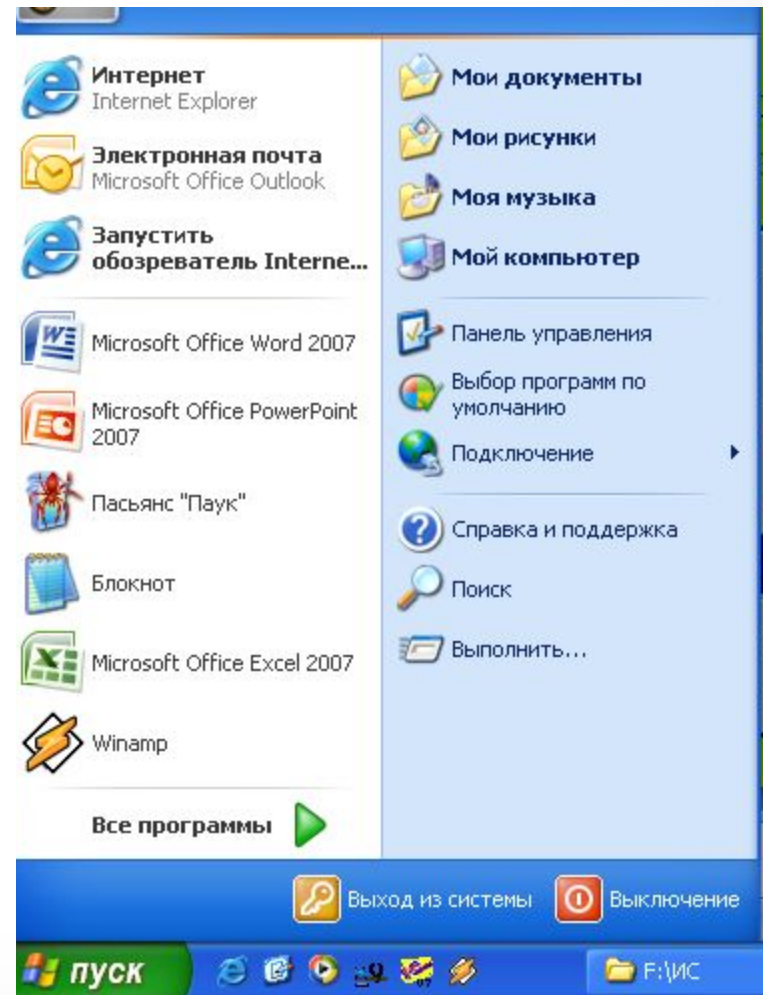 Интернет
Internet Explorer
Электронная почта
Microsoft Office Outlook
Запустить
обозреватель Interne...
Microsoft Office Word 2007
Microsoft Office PowerPoint
2007
Пасьянс "Паук"
Блокнот
Microsoft Office Excel 2007
Winamp
Все программы
Мои документы
Мои рисунки
Моя музыка
Мой компьютер
Панель управления
Выбор программ по
умолчанию
Подключение
Справка и поддержка
Поиск
Выполнить...
Выход из системы
Выключение
пуск
F:\ИС